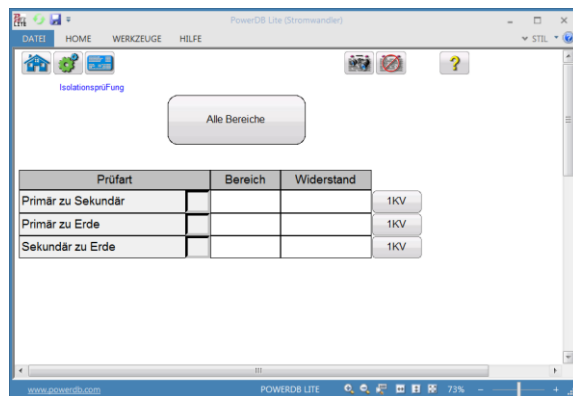 PowerDB Lite (Stromwandler)
DATEI HOME WERKZEUGE HILFE STIL
IsolationsprüFung
Alle Bereiche
Prüfart Bereich Widerstand
Primär zu Sekundär 1KV
Primär zu Erde 1KV
Sekundär zu Erde 1KV
www.powerdb.com POWERDB LITE 73%